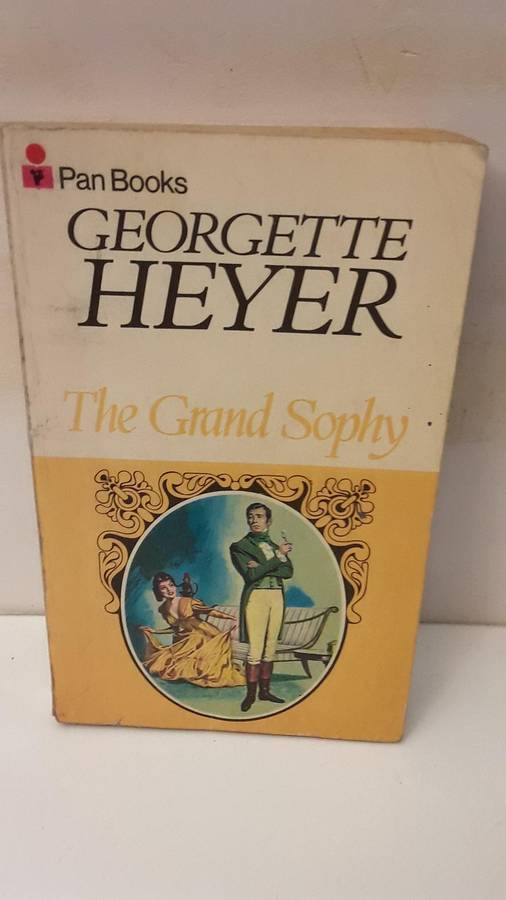 Pan Books
GEORGETTE
HEYER
The Grand Sophy